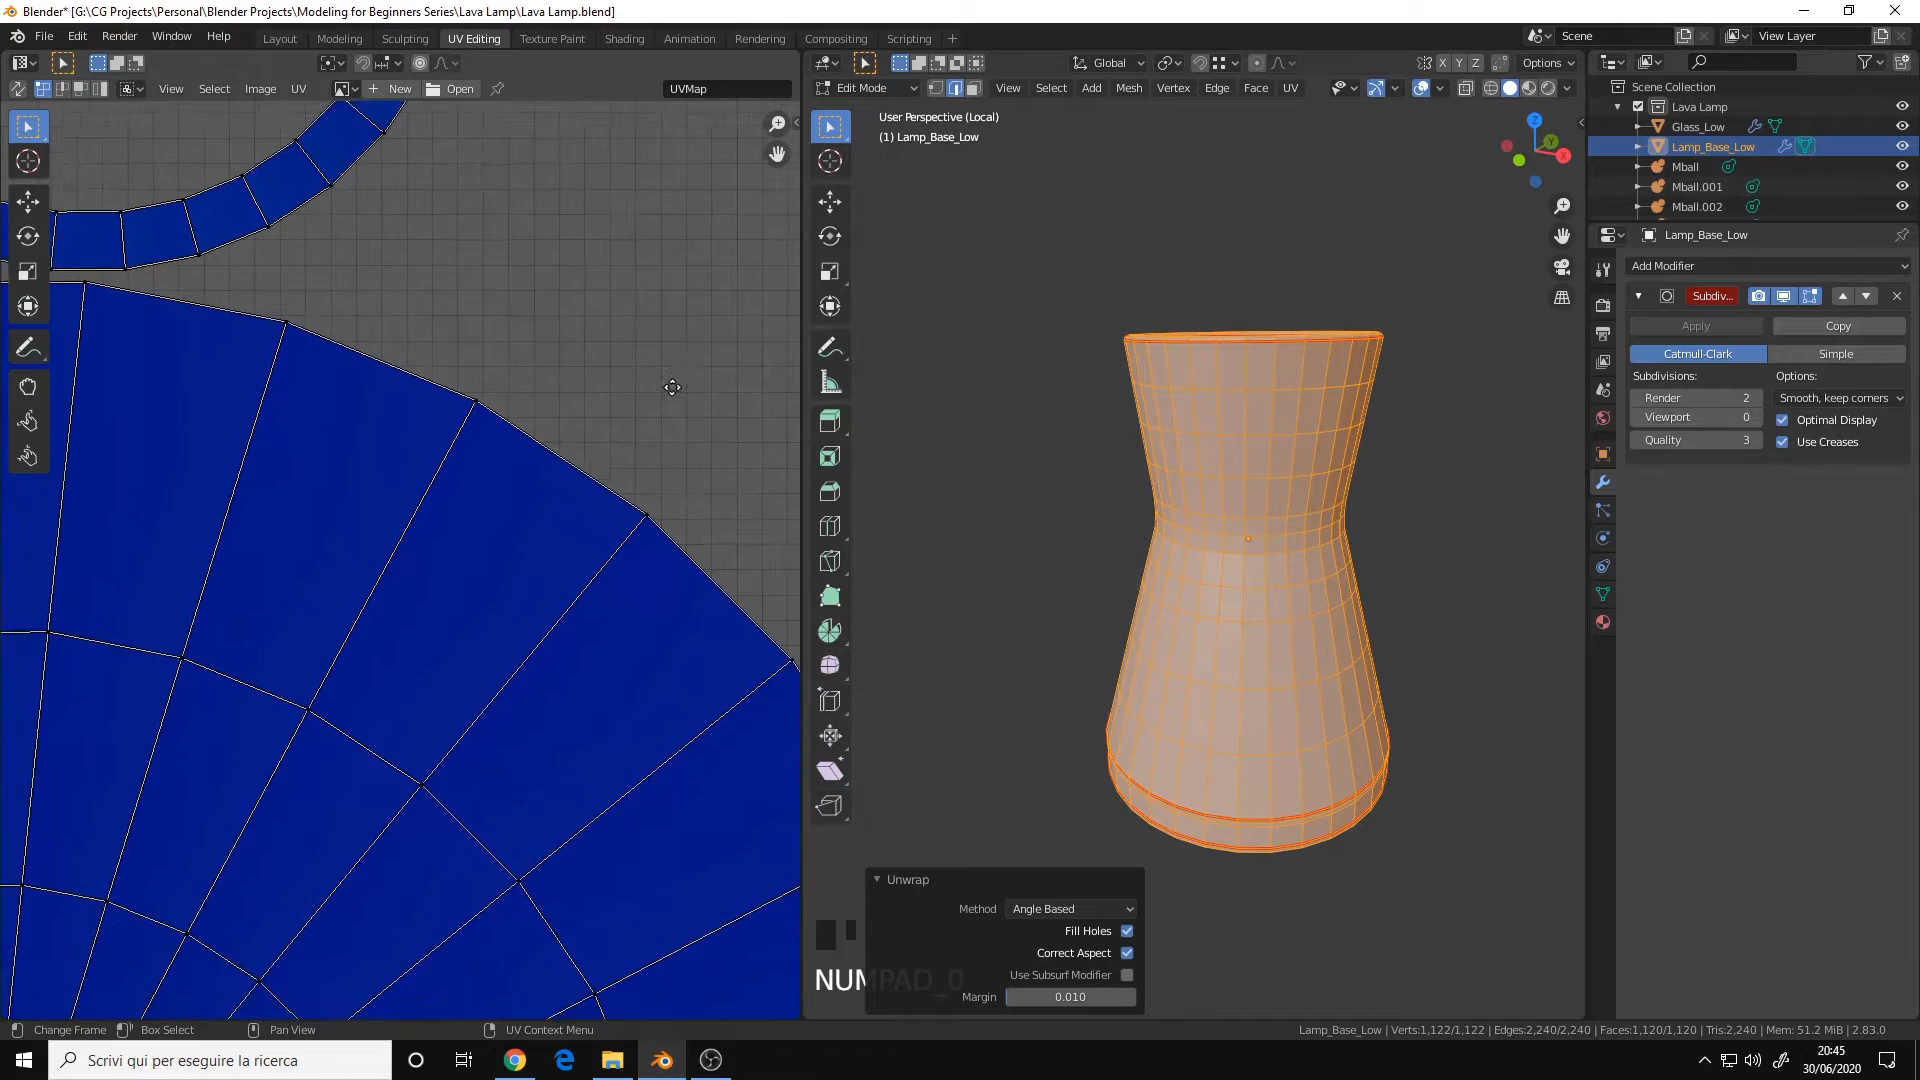 Blender* [G:\CG Projects\Personal\Blender Projects\Modeling for Beginners Series\Lava Lamp\Lava Lamp.blend]
File Edit Render Window Help Layout Modeling Sculpting UV Editing Texture Paint Shading Animation Rendering Compositing Scripting + Scene View Layer
Global X Y Z Options
View Select Image UV New Open UVMap Edit Mode View Select Add Mesh Vertex Edge Face UV
Scene Collection
Lava Lamp
Glass_Low
Lamp_Base_Low
Mball
Mball.001
Mball.002
User Perspective (Local)
(1) Lamp_Base_Low
Z
Y
X
Lamp_Base_Low
Add Modifier
Subdiv...
Apply Copy
Catmull-Clark Simple
Subdivisions: Options:
Render 2 Smooth, keep corners
Viewport 0 Optimal Display
Quality 3 Use Creases
Unwrap
Method Angle Based
Fill Holes
Correct Aspect
Use Subsurf Modifier
Margin 0.010
NUMPAD_0
Change Frame Box Select Pan View UV Context Menu Lamp_Base_Low | Verts:1,122/1,122 | Edges:2,240/2,240 | Faces:1,120/1,120 | Tris:2,240 | Mem: 51.2 MiB | 2.83.0
Scrivi qui per eseguire la ricerca
20:45
30/06/2020